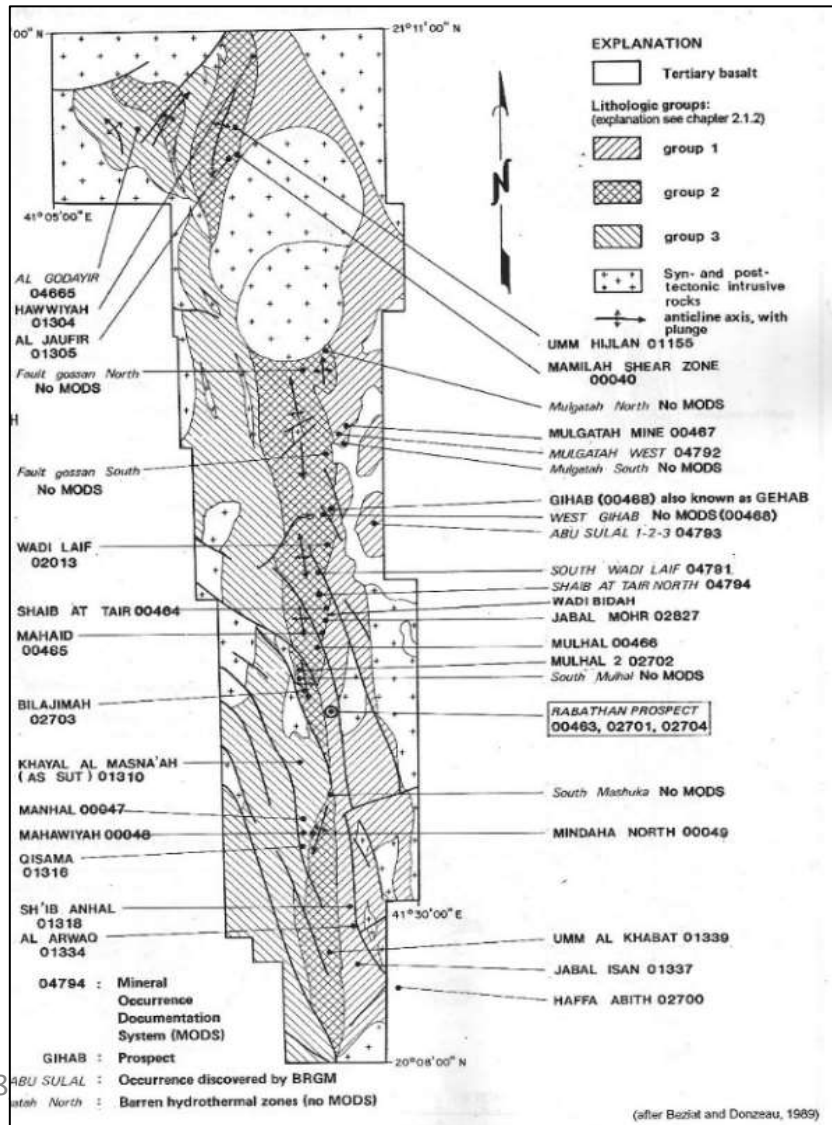 00" N
21° 11'00" N
EXPLANATION
Tertiary basalt
Lithologic groups:
(explanation see chapter 2.1.2)
group 1
group 2
group 3
Syn- and post-
tectonic intrusive
rocks
anticline axis, with
plunge
N
41° 05'00" E
AL GODAYIR
04665
HAWWIYAH
01304
AL JAUFIR
01305
Fault gossan North
No MODS
H
Fault gossan South
No MODS
WADI LAIF
02013
SHAIB AT TAIR 00464
MAHAID
00465
BILAJIMAH
02703
KHAYAL AL MASNA'AH
(AS SUT) 01310
MANHAL 00047
MAHAWIYAH 00048
QISAMA
01316
SH'IB ANHAL
01318
AL ARWAQ
01334
UMM HIJLAN 01155
MAMILAH SHEAR ZONE
00040
Mulgatah North No MODS
MULGATAH MINE 00467
MULGATAH WEST 04792
Mulgatah South No MODS
GIHAB (00468) also known as GEHAB
WEST GIHAB No MODS (00468)
ABU SULAL 1-2-3 04793
SOUTH WADI LAIF 04791
SHAIB AT TAIR NORTH 04794
WADI BIDAH
JABAL MOHR 02827
MULHAL 00466
MULHAL 2 02702
South Mulhal No MODS
RABATHAN PROSPECT
00463, 02701, 02704
South Mashuka No MODS
MINDAHA NORTH 00049
41° 30'00" E
UMM AL KHABAT 01339
JABAL ISAN 01337
HAFFA ABITH 02700
20° 08'00" N
04794 : Mineral
Occurrence
Documentation
System (MODS)
GIHAB : Prospect
ABU SULAL : Occurrence discovered by BRGM
atah North : Barren hydrothermal zones (no MODS)
(after Beziat and Donzeau, 1989)